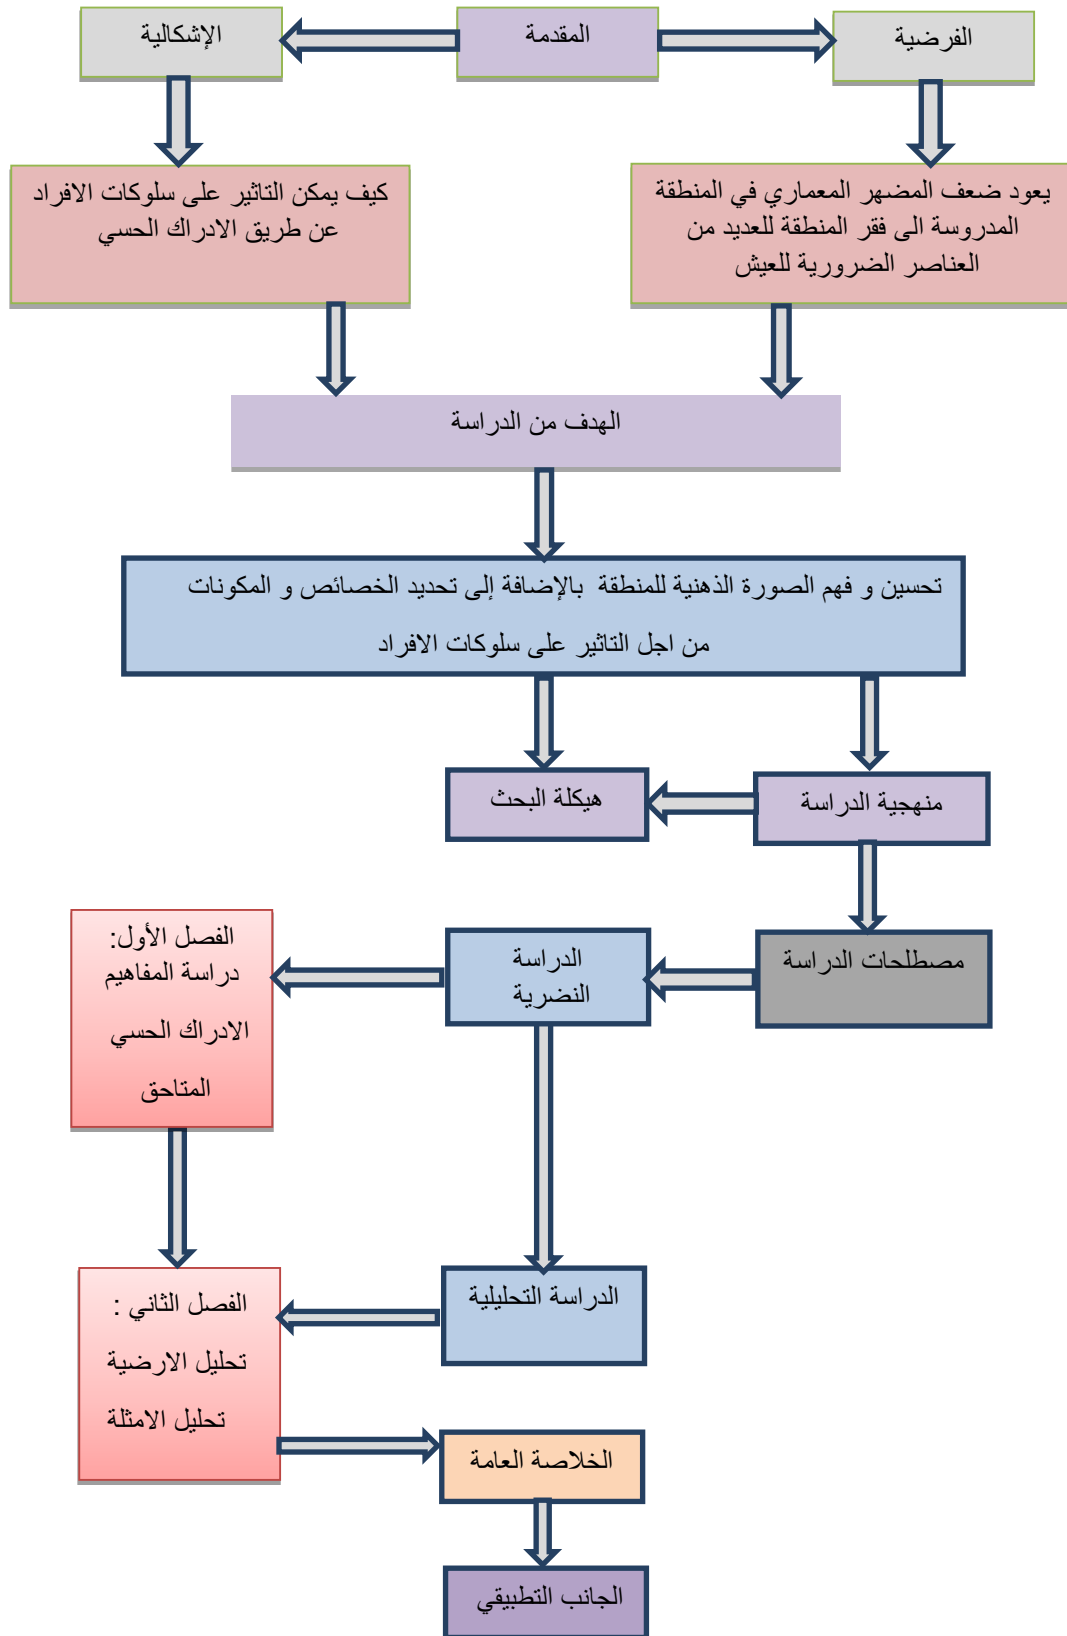 الفرضية
المقدمة
الإشكالية
يعود ضعف المضهر المعماري في المنطقة
المدروسة الى فقر المنطقة للعديد من
العناصر الضرورية للعيش
كيف يمكن التاثير على سلوكات الافراد
عن طريق الادراك الحسي
الهدف من الدراسة
تحسين و فهم الصورة الذهنية للمنطقة بالإضافة إلى تحديد الخصائص و المكونات
من اجل التاثير على سلوكات الافراد
منهجية الدراسة
هيكلة البحث
مصطلحات الدراسة
الدراسة
النضرية
الفصل الأول:
دراسة المفاهيم
الادراك الحسي
المتاحق
الدراسة التحليلية
الفصل الثاني :
تحليل الارضية
تحليل الامثلة
الخلاصة العامة
الجانب التطبيقي